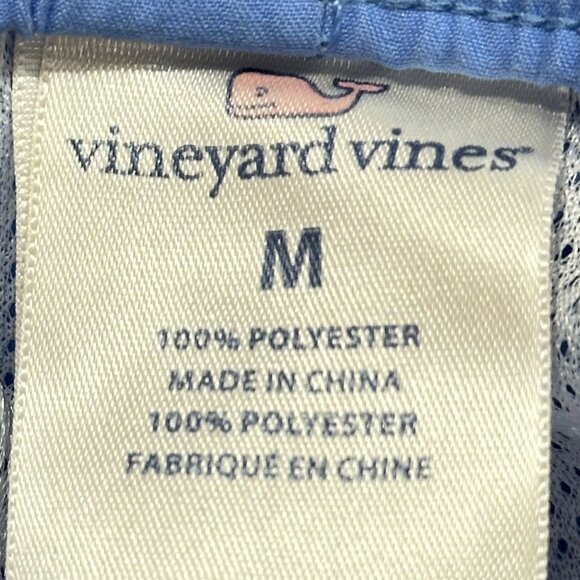 vineyard vines
M
100% POLYESTER
MADE IN CHINA
100% POLYESTER
FABRIQUÉ EN CHINE